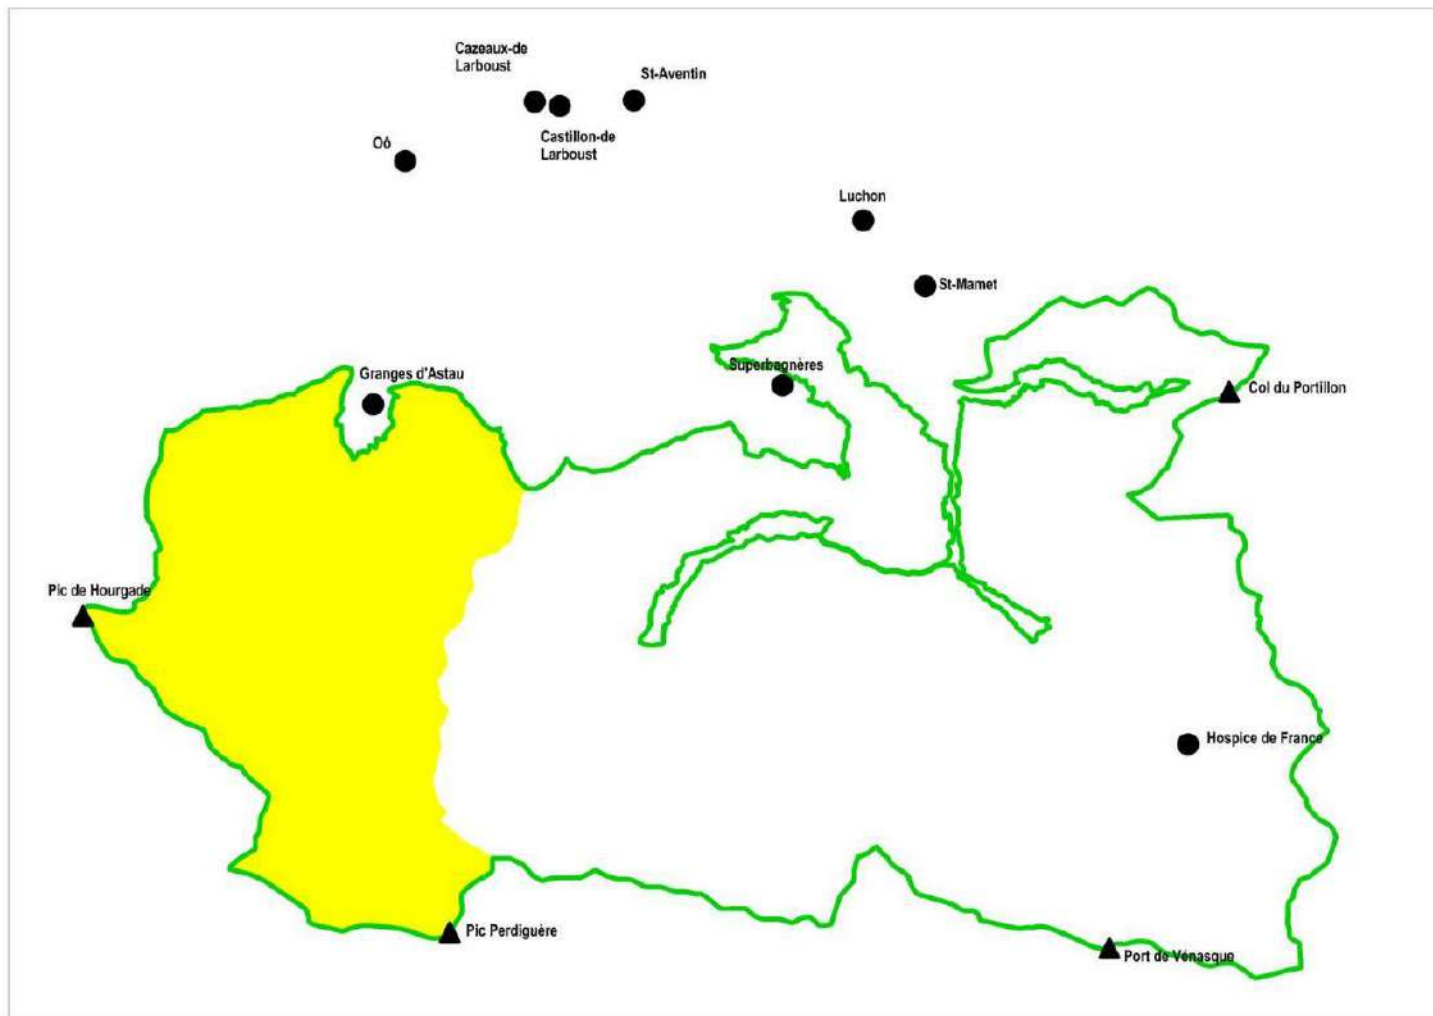 Cazeaux-de
Larboust
St-Aventin
Castillon-de
Larboust
Oô
Luchon
St-Mamet
Granges d'Astau
Superbagnères
Col du Portillon
Pic de Hourgade
Hospice de France
Pic Perdiguère
Port de Vénasque